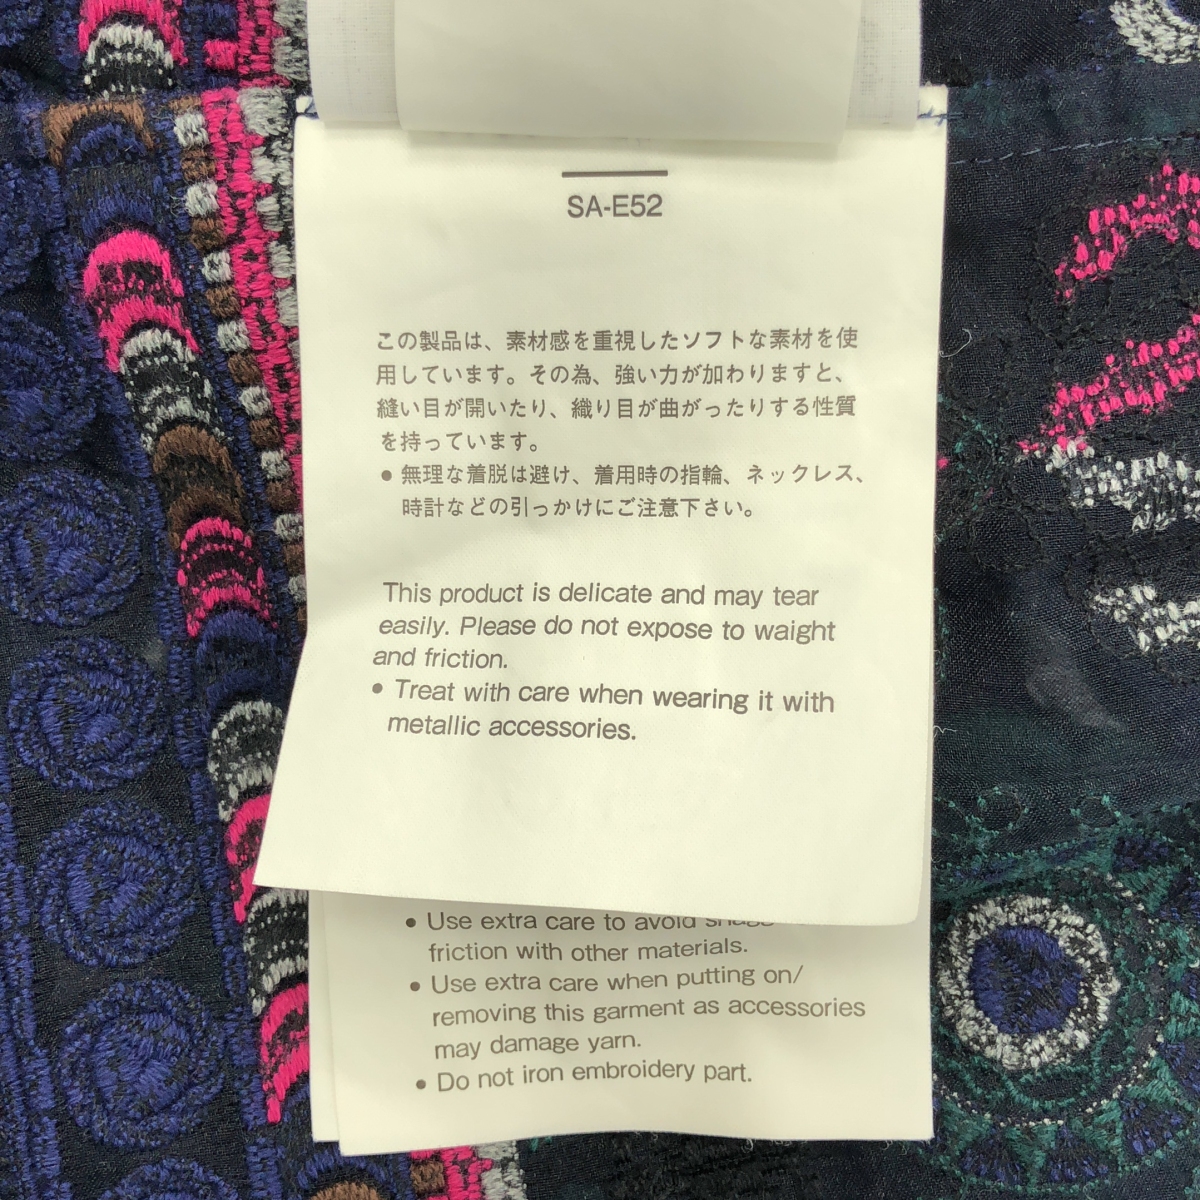 SA-E52
この製品は、素材感を重視したソフトな素材を使
用しています。その為、強い力が加わりますと、
縫い目が開いたり、織り目が曲がったりする性質
を持っています。
● 無理な着脱は避け、着用時の指輪、ネックレス、
時計などの引っかけにご注意下さい。
This product is delicate and may tear
easily. Please do not expose to waight
and friction.
● Treat with care when wearing it with
metallic accessories.
● Use extra care to avoid
friction with other materials.
● Use extra care when putting on/
removing this garment as accessories
may damage yarn.
● Do not iron embroidery part.